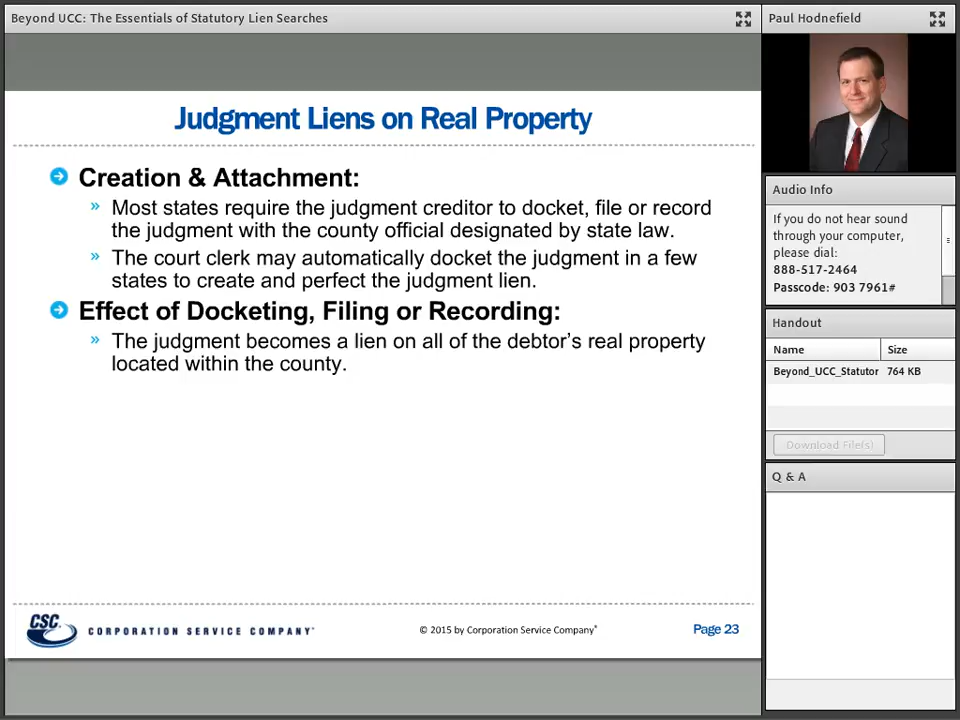 Beyond UCC: The Essentials of Statutory Lien Searches
Judgment Liens on Real Property
Creation & Attachment:
» Most states require the judgment creditor to docket, file or record
the judgment with the county official designated by state law.
» The court clerk may automatically docket the judgment in a few
states to create and perfect the judgment lien.
Effect of Docketing, Filing or Recording:
» The judgment becomes a lien on all of the debtor's real property
located within the county.
CSC
CORPORATION SERVICE COMPANY®
© 2015 by Corporation Service Company®
Page 23
Paul Hodnefield
Audio Info
If you do not hear sound
through your computer,
please dial:
888-517-2464
Passcode: 903 7961#
Handout
Name Size
Beyond_UCC_Statutor 764 KB
Download File(s)
Q & A